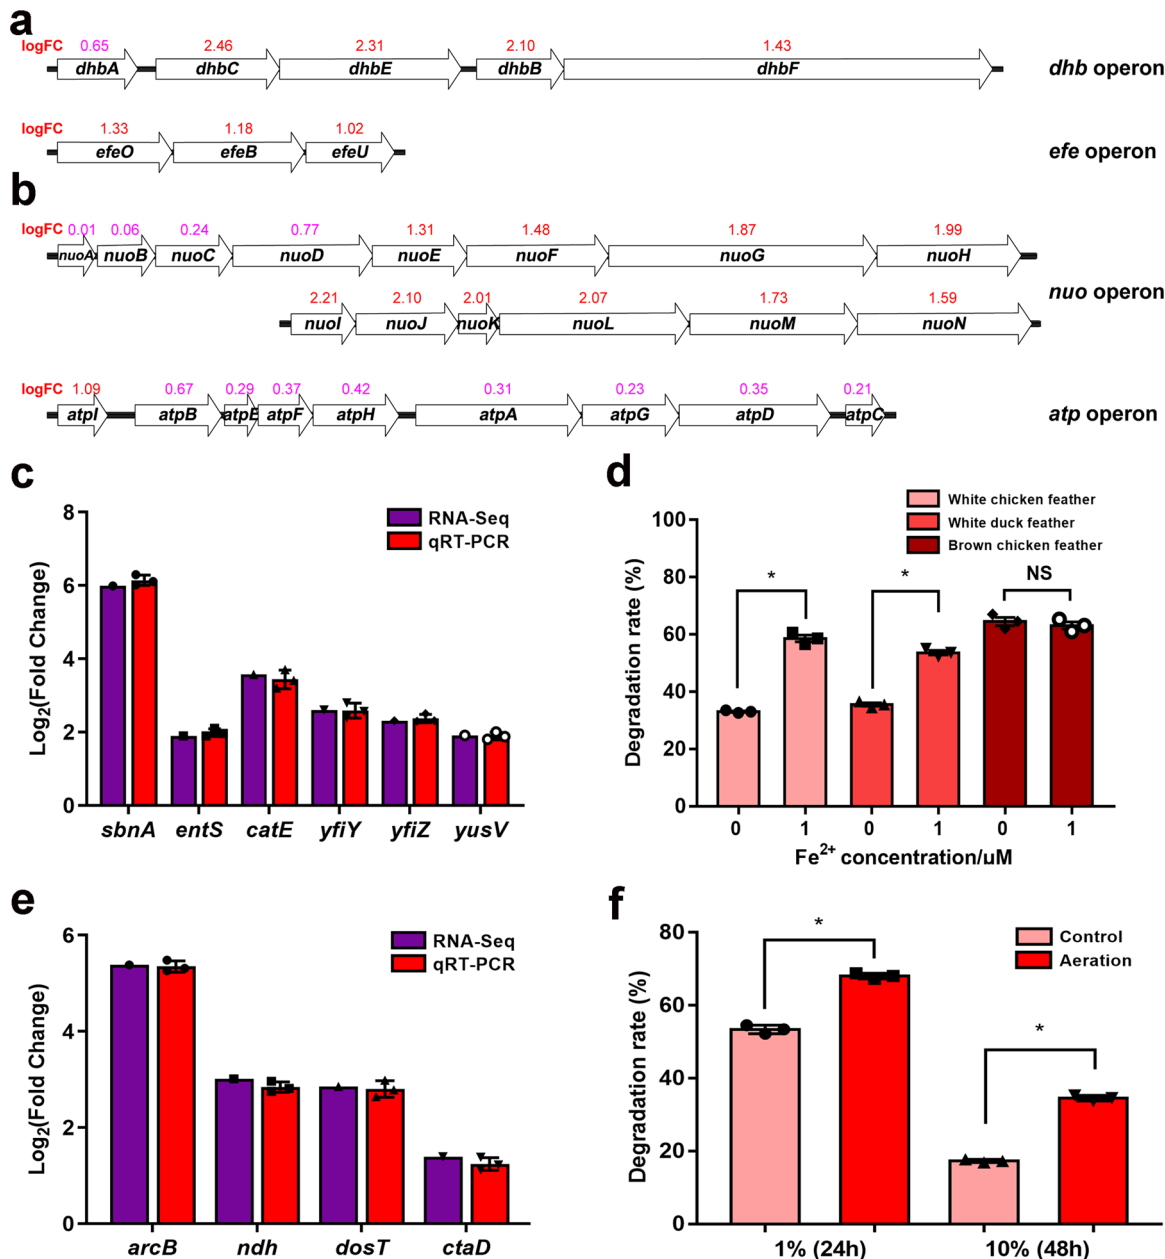 a
logFC 0.65 2.46 2.31 2.10 1.43
dhbA dhbC dhbE dhbB dhbF dhb operon
logFC 1.33 1.18 1.02
efeO efeB efeU efe operon
b
logFC 0.01 0.06 0.24 0.77 1.31 1.48 1.87 1.99
nuoA nuoB nuoC nuoD nuoE nuoF nuoG nuoH
nuo operon
2.21 2.10 2.01 2.07 1.73 1.59
nuoI nuoJ nuoK nuoL nuoM nuoN
logFC 1.09 0.67 0.29 0.37 0.42 0.31 0.23 0.35 0.21
atpI atpB atpE atpF atpH atpA atpG atpD atpC atp operon
c
Log2(Fold Change)
8
6
4
2
0
RNA-Seq
qRT-PCR
sbnA entS catE yfiY yfiZ yusV
d
Degradation rate (%)
100
80
60
40
20
0
White chicken feather
White duck feather
Brown chicken feather
* * NS
0 1 0 1 0 1
Fe2+ concentration/uM
e
Log2(Fold Change)
6
4
2
0
RNA-Seq
qRT-PCR
arcB ndh dosT ctaD
f
Degradation rate (%)
80
60
40
20
0
Control
Aeration
* *
1% (24h) 10% (48h)